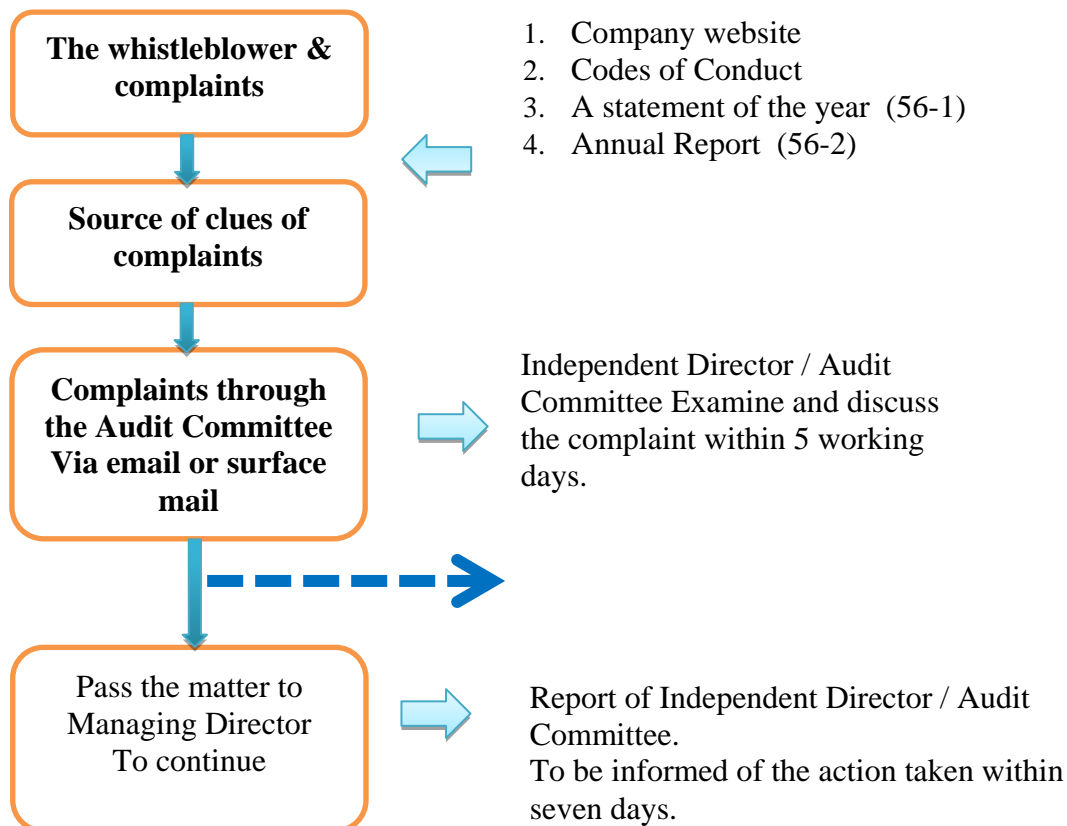 The whistleblower &
complaints
1. Company website
2. Codes of Conduct
3. A statement of the year (56-1)
4. Annual Report (56-2)
Source of clues of
complaints
Complaints through
the Audit Committee
Via email or surface
mail
Independent Director / Audit
Committee Examine and discuss
the complaint within 5 working
days.
Pass the matter to
Managing Director
To continue
Report of Independent Director / Audit
Committee.
To be informed of the action taken within
seven days.